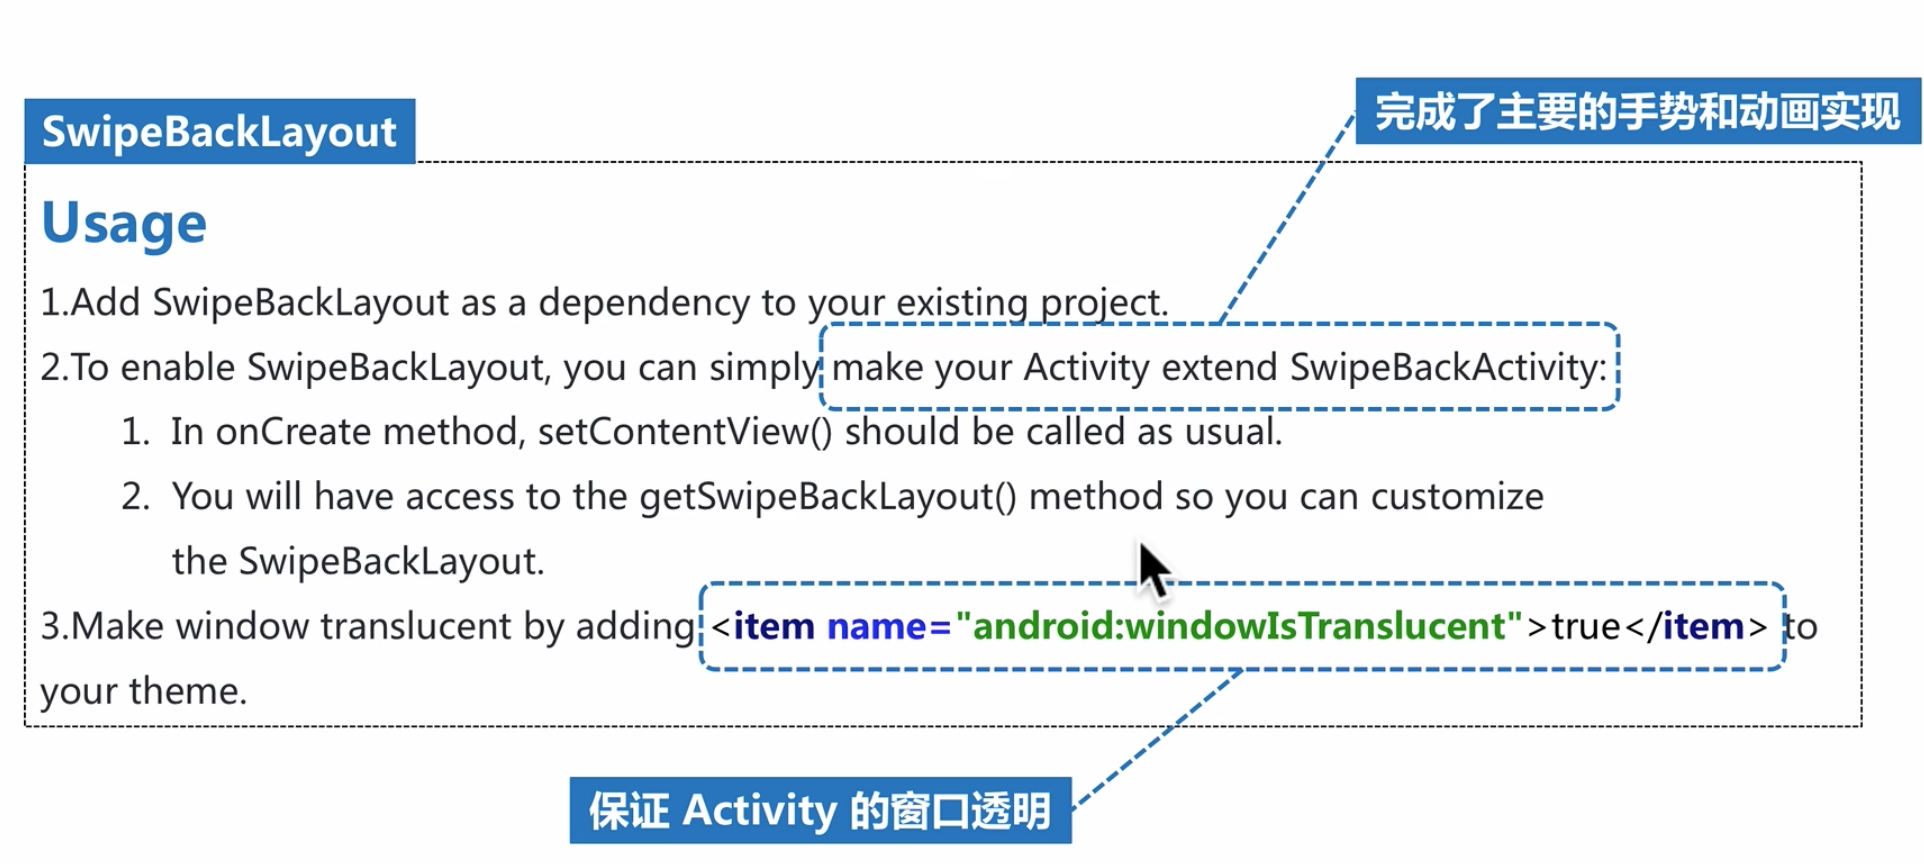 完成了主要的手势和动画实现
SwipeBackLayout
Usage
1.Add SwipeBackLayout as a dependency to your existing project.
2.To enable SwipeBackLayout, you can simply make your Activity extend SwipeBackActivity:
1. In onCreate method, setContentView() should be called as usual.
2. You will have access to the getSwipeBackLayout() method so you can customize
the SwipeBackLayout.
3.Make window translucent by adding <item name="android:windowIsTranslucent">true</item> to
your theme.
保证 Activity 的窗口透明